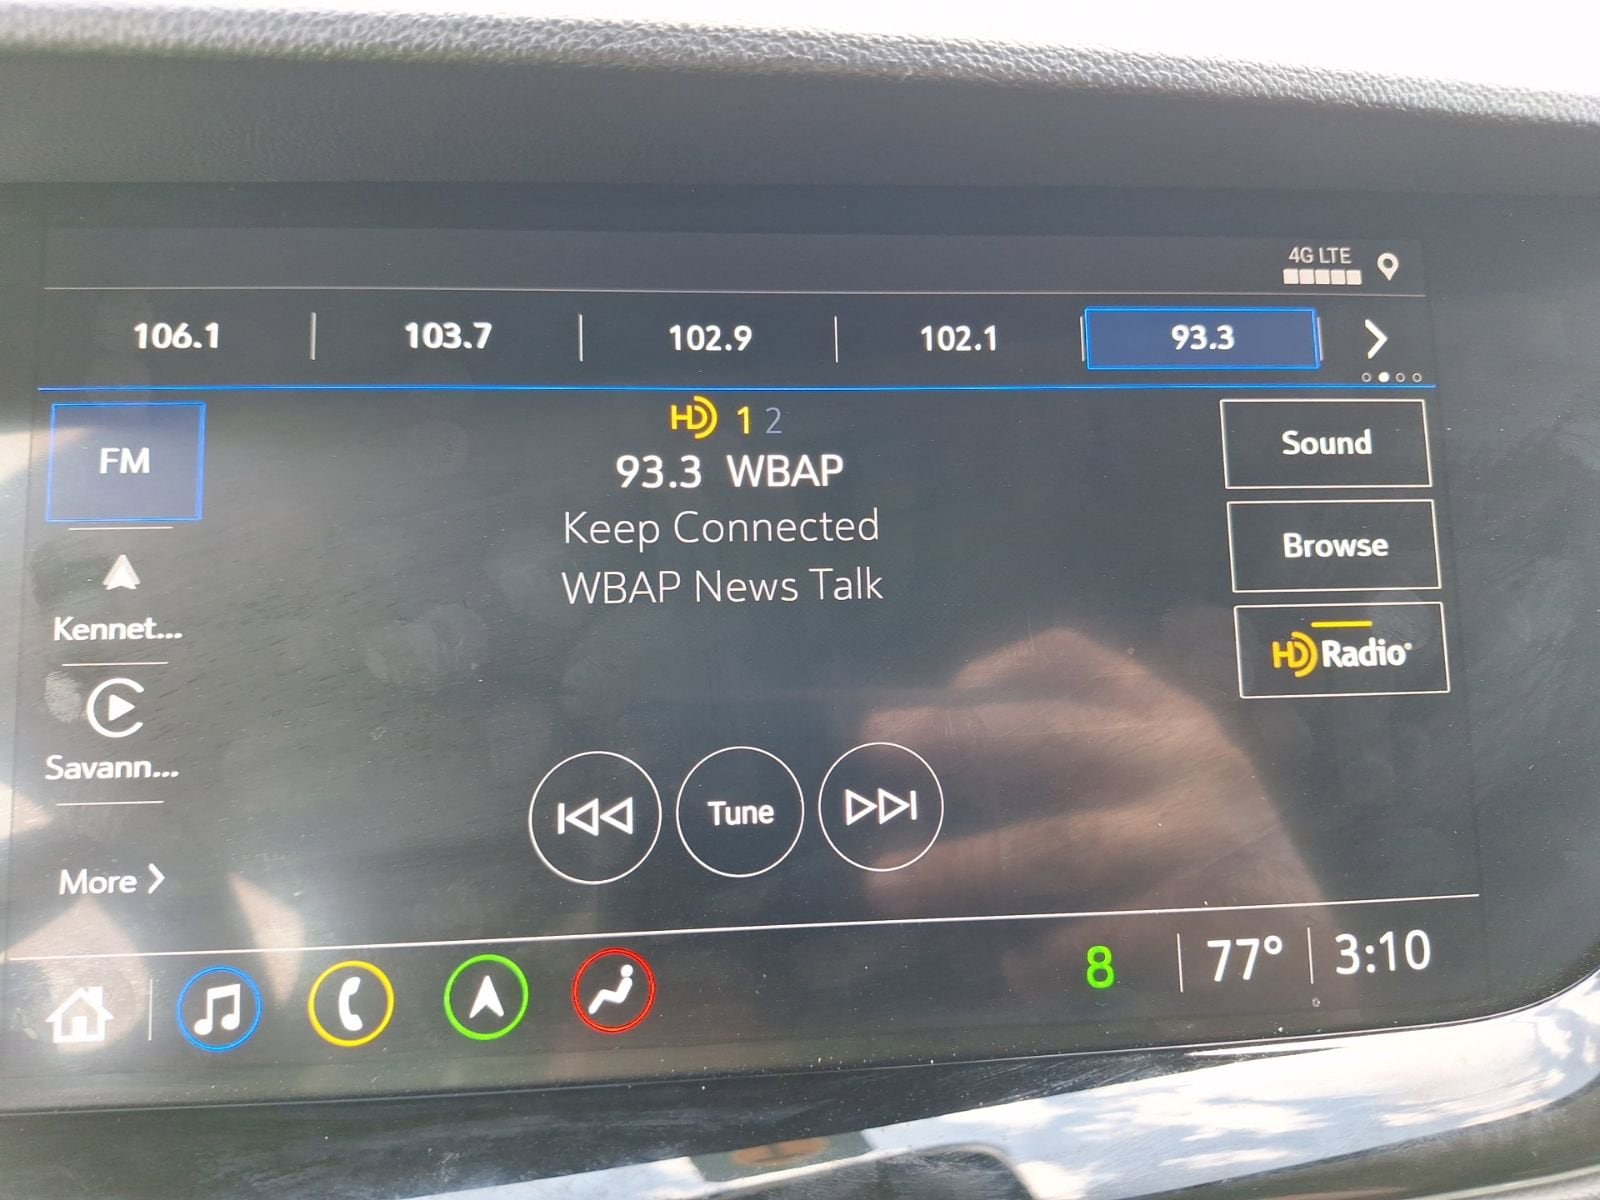 4G LTE
106.1 103.7 102.9 102.1 93.3
FM
HD 1 2
93.3 WBAP
Keep Connected
WBAP News Talk
Sound
Browse
HD Radio®
Kennet...
Savann...
More
Tune
8 77° 3:10